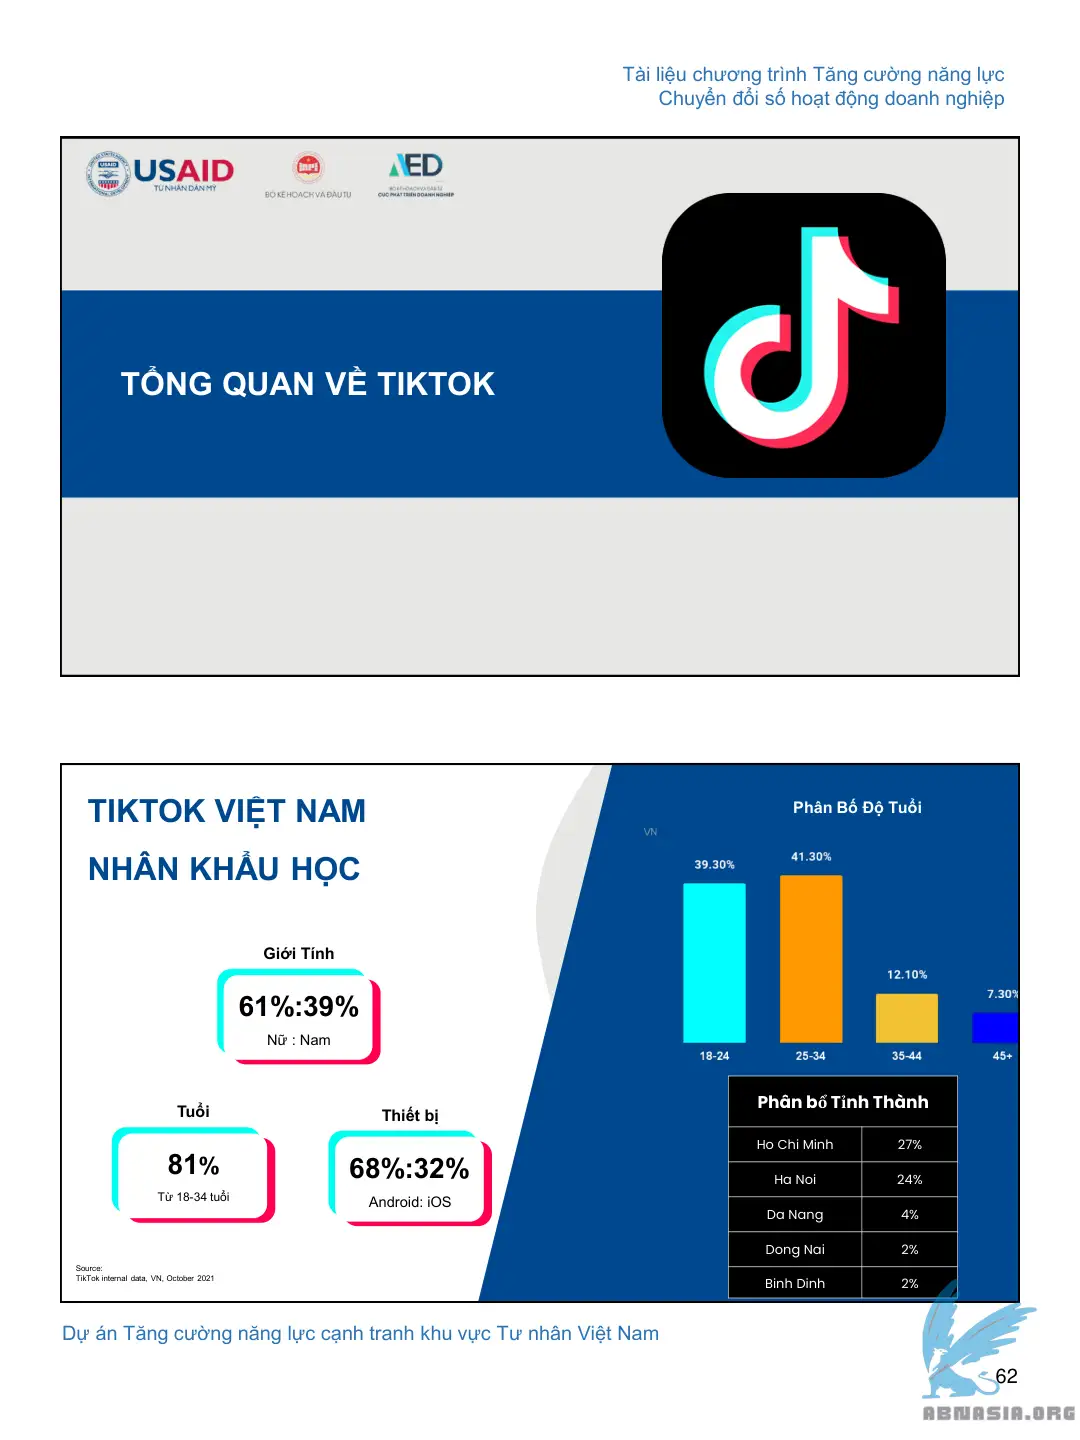 Tài liệu chương trình Tăng cường năng lực
Chuyển đổi số hoạt động doanh nghiệp
USAID
TỪ NHÂN DÂN MỸ
BỘ KẾ HOẠCH VÀ ĐẦU TƯ
AED
BỘ KẾ HOẠCH VÀ ĐẦU TƯ
CỤC PHÁT TRIỂN DOANH NGHIỆP
TỔNG QUAN VỀ TIKTOK
TIKTOK VIỆT NAM
NHÂN KHẨU HỌC
Giới Tính
61%:39%
Nữ : Nam
Tuổi
81%
Từ 18-34 tuổi
Thiết bị
68%:32%
Android: iOS
Source:
TikTok internal data, VN, October 2021
Phân Bố Độ Tuổi
VN
39.30%
41.30%
12.10%
7.30%
18-24
25-34
35-44
45+
Phân bổ Tỉnh Thành
Ho Chi Minh 27%
Ha Noi 24%
Da Nang 4%
Dong Nai 2%
Binh Dinh 2%
Dự án Tăng cường năng lực cạnh tranh khu vực Tư nhân Việt Nam
62
ABNASIA.ORG